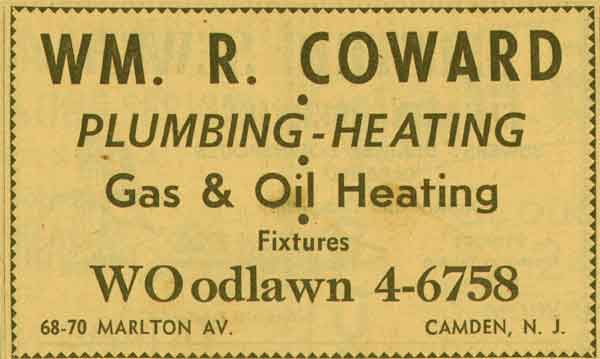 WM. R. COWARD
PLUMBING-HEATING
Gas & Oil Heating
Fixtures
WOodlawn 4-6758
68-70 MARLTON AV. CAMDEN, N. J.